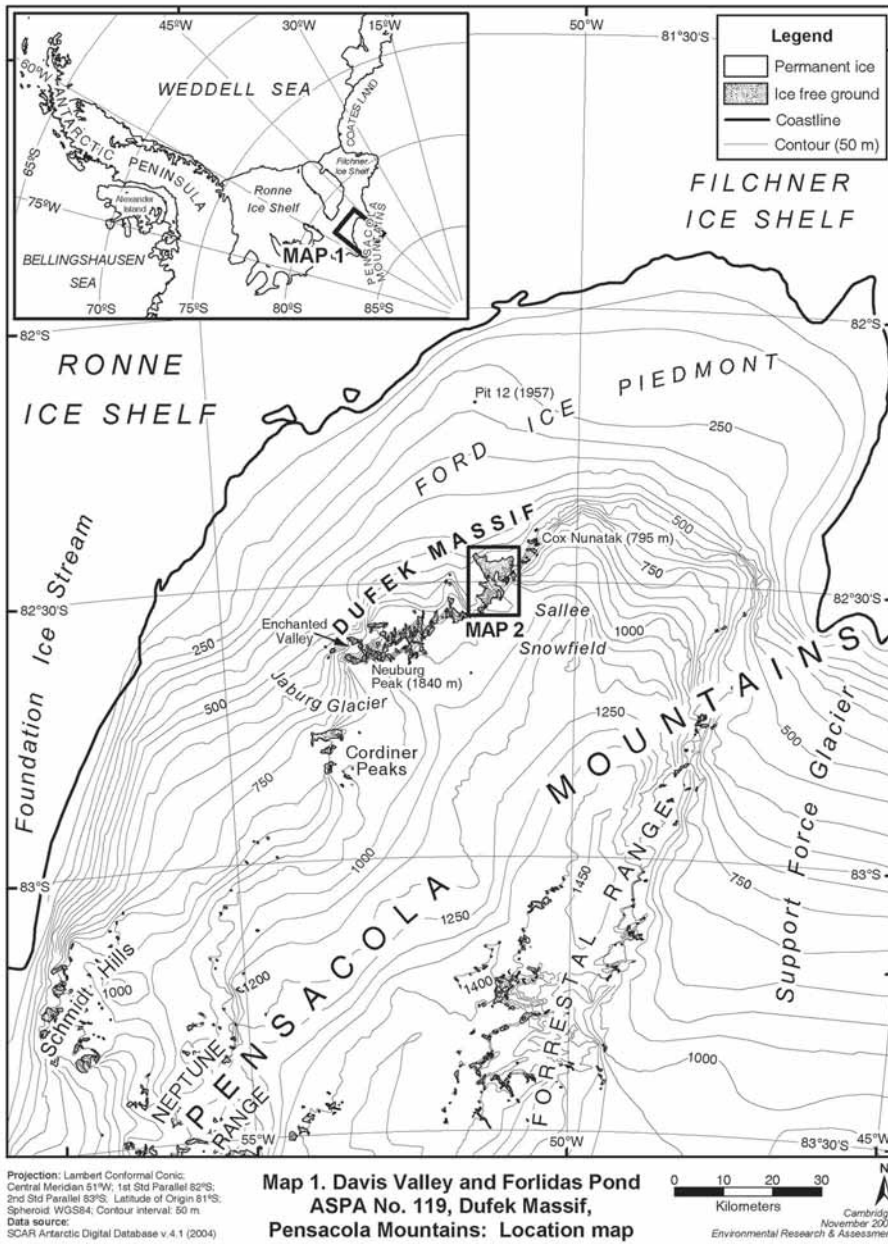 45°W
30°W
15°W
60°W
WEDDELL SEA
COATES LAND
ANTARCTIC PENINSULA
65°S
Filchner
Ice Shelf
Ronne
Ice Shelf
75°W
Alexander
Island
MAP 1
PENSACOLA
MOUNTAINS
BELLINGSHAUSEN
SEA
70°S
75°S
80°S
85°S
50°W
81°30'S
Legend
Permanent ice
Ice free ground
Coastline
Contour (50 m)
FILCHNER
ICE SHELF
82°S
82°S
RONNE
ICE SHELF
Pit 12 (1957)
FORD ICE PIEDMONT
250
DUFEK MASSIF
500
Cox Nunatak (795 m)
750
Foundation Ice Stream
82°30'S
82°30'S
Enchanted
Valley
MAP 2
Sallee
Snowfield
1000
250
Neuburg
Peak (1840 m)
Jaburg Glacier
500
1250
500
Cordiner
Peaks
750
PENSACOLA MOUNTAINS
Support Force Glacier
1000
1450
750
83°S
83°S
1250
FORRESTAL RANGE
Schmidt Hills
1000
1200
1400
NEPTUNE
RANGE
1000
55°W
50°W
83°30'S
45°W
Projection: Lambert Conformal Conic;
Central Meridian 51°W; 1st Std Parallel 82°S;
2nd Std Parallel 83°S; Latitude of Origin 81°S;
Spheroid: WGS84; Contour interval: 50 m.
Data source:
SCAR Antarctic Digital Database v.4.1 (2004)
Map 1. Davis Valley and Forlidas Pond
ASPA No. 119, Dufek Massif,
Pensacola Mountains: Location map
0 10 20 30
Kilometers
N
Cambridge
November
Environmental Research &